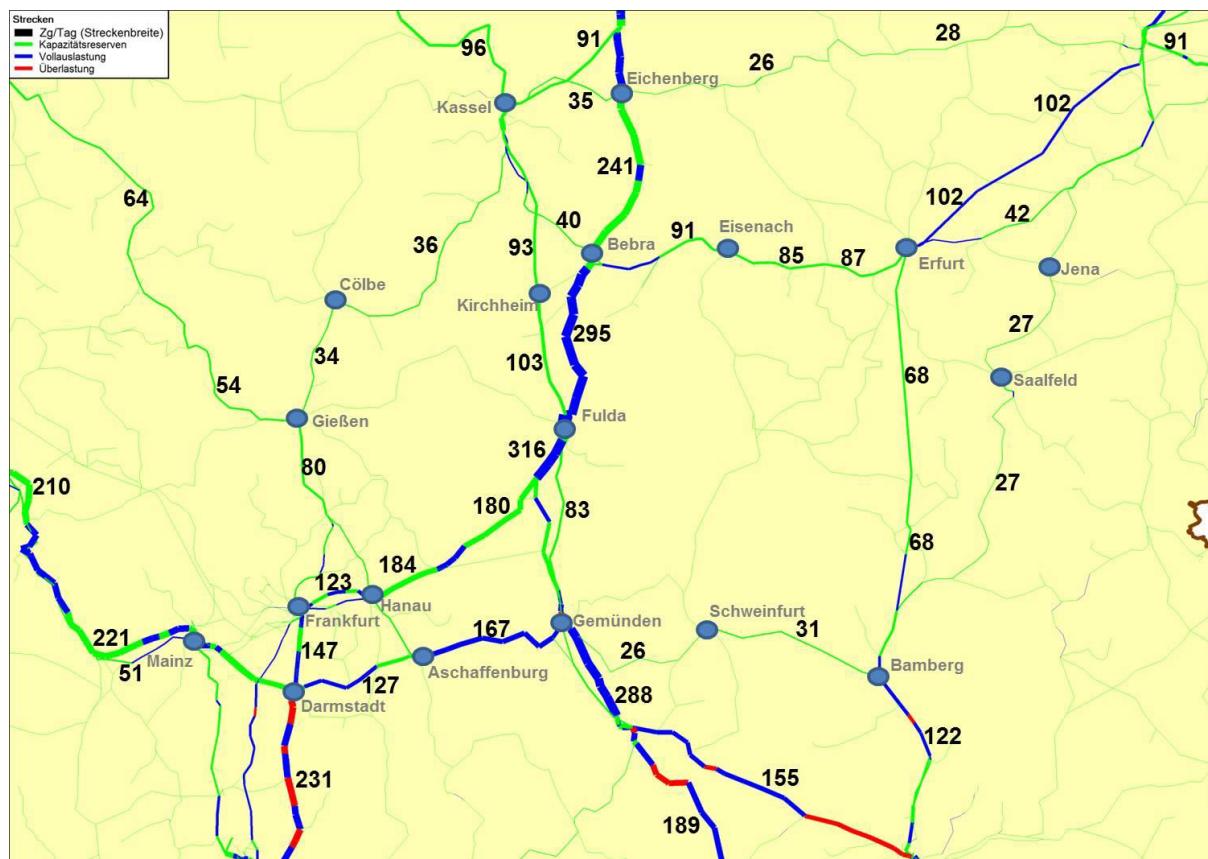 Strecken
Zg/Tag (Streckenbreite)
Kapazitätsreserven
Vollauslastung
Überlastung
96
91
28
91
26
Eichenberg
Kassel
35
102
241
64
102
42
40
91
Eisenach
36
93
Bebra
85
87
Erfurt
Jena
Cölbe
Kirchheim
295
27
34
103
68
Saalfeld
54
Gießen
Fulda
316
80
27
210
180
83
68
184
123
Hanau
Frankfurt
Gemünden
Schweinfurt
31
167
221
147
26
Mainz
51
Aschaffenburg
Bamberg
127
288
Darmstadt
122
231
155
189